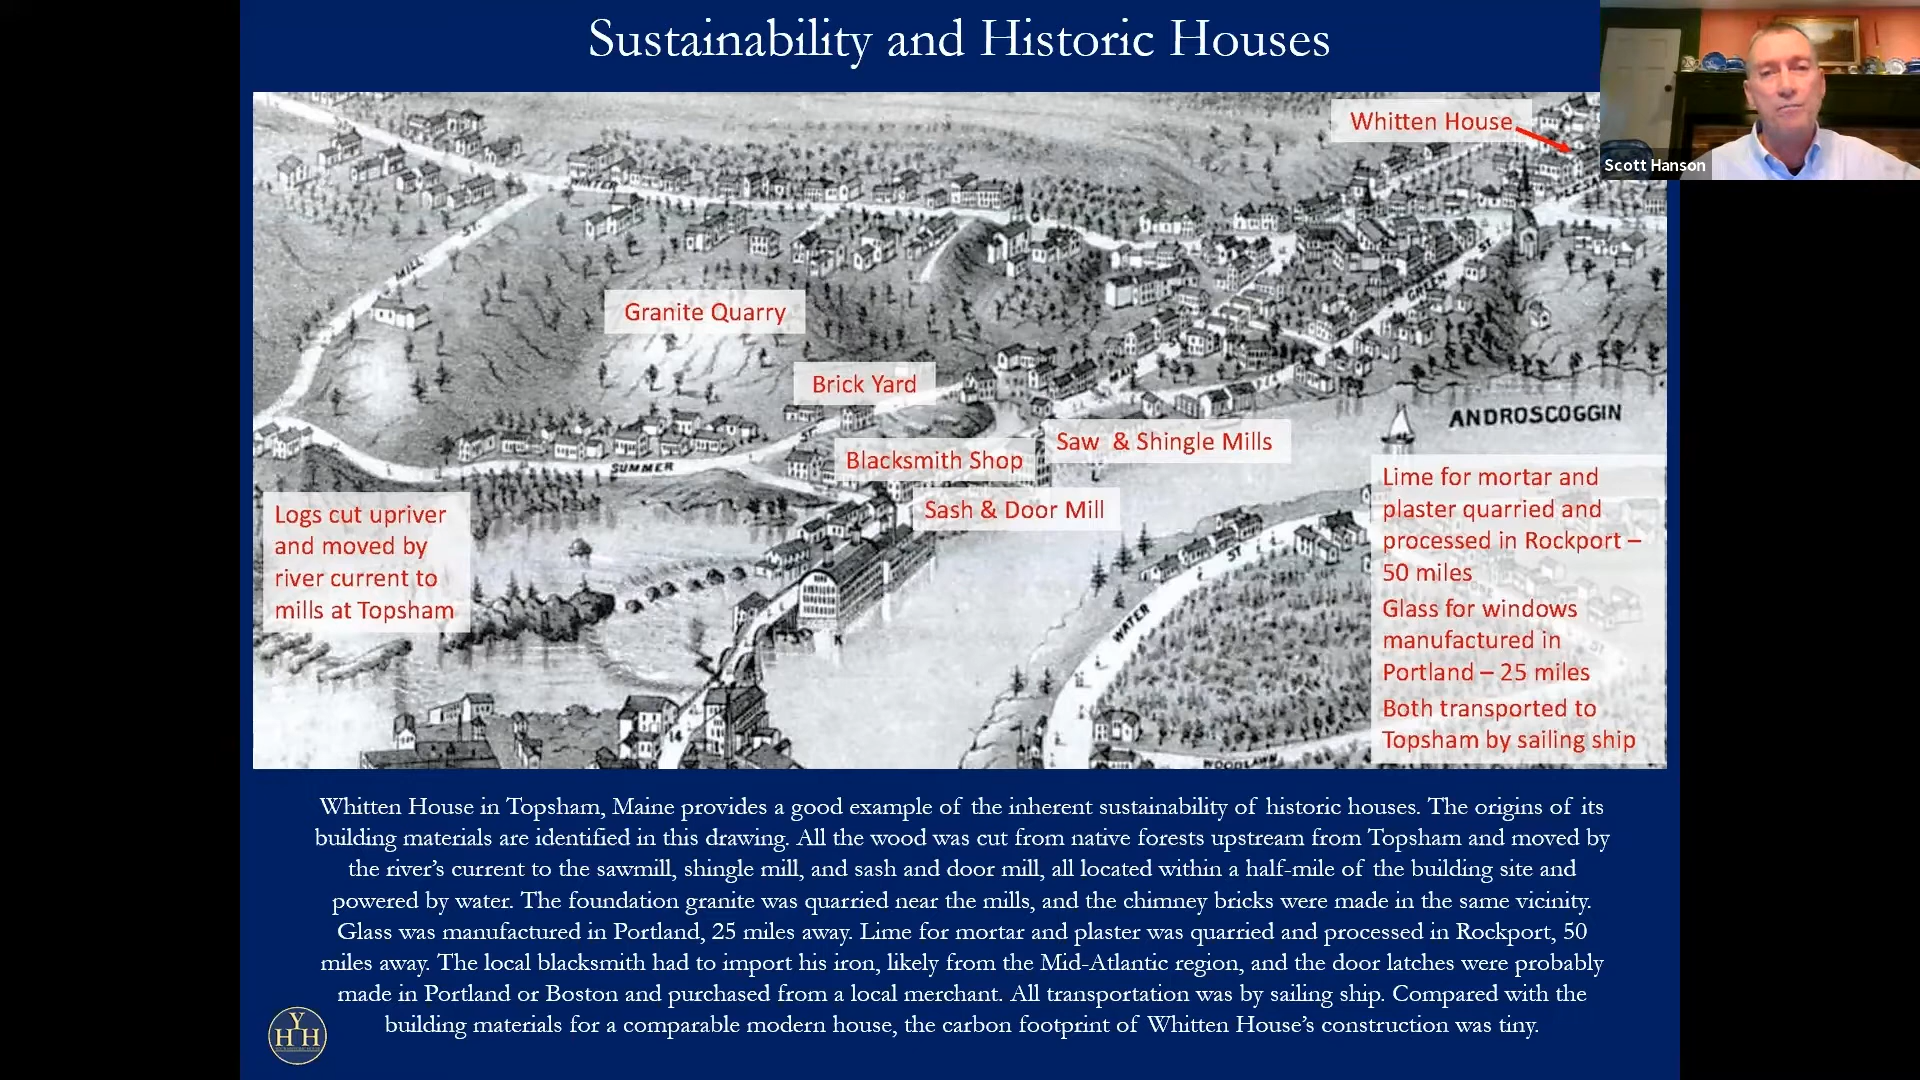 Sustainability and Historic Houses
Whitten House
Scott Hanson
MILL
ST
Granite Quarry
GREEN ST
Brick Yard
MAIN
ANDROSCOGGIN
Saw & Shingle Mills
Blacksmith Shop
SUMMER
ST
Sash & Door Mill
Logs cut upriver
and moved by
river current to
mills at Topsham
Lime for mortar and
plaster quarried and
processed in Rockport –
50 miles
Glass for windows
manufactured in
Portland – 25 miles
Both transported to
Topsham by sailing ship
WATER
ST
WOODLAWN
Whitten House in Topsham, Maine provides a good example of the inherent sustainability of historic houses. The origins of its
building materials are identified in this drawing. All the wood was cut from native forests upstream from Topsham and moved by
the river’s current to the sawmill, shingle mill, and sash and door mill, all located within a half-mile of the building site and
powered by water. The foundation granite was quarried near the mills, and the chimney bricks were made in the same vicinity.
Glass was manufactured in Portland, 25 miles away. Lime for mortar and plaster was quarried and processed in Rockport, 50
miles away. The local blacksmith had to import his iron, likely from the Mid-Atlantic region, and the door latches were probably
made in Portland or Boston and purchased from a local merchant. All transportation was by sailing ship. Compared with the
building materials for a comparable modern house, the carbon footprint of Whitten House’s construction was tiny.
Y
H H